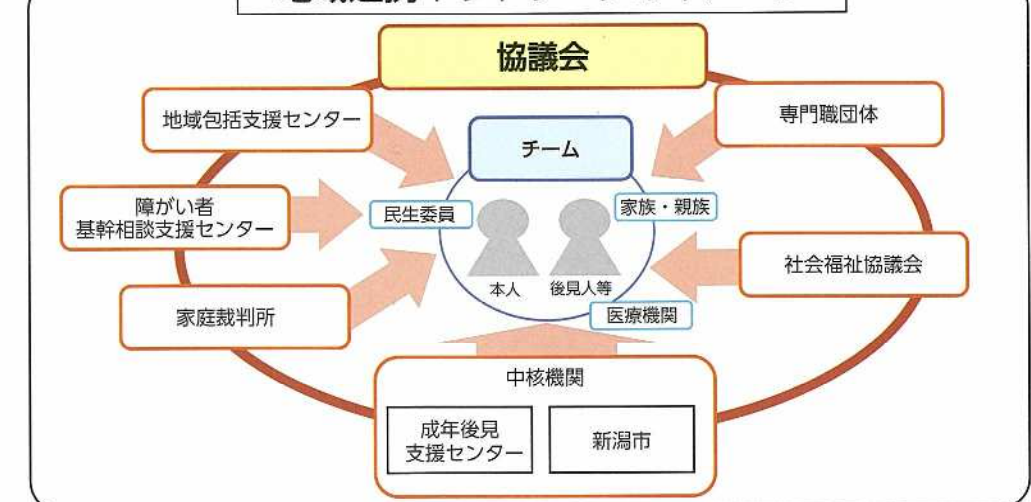 協議会
地域包括支援センター
専門職団体
チーム
障がい者
基幹相談支援センター
民生委員
家族・親族
本人
後見人等
社会福祉協議会
家庭裁判所
医療機関
中核機関
成年後見
支援センター
新潟市